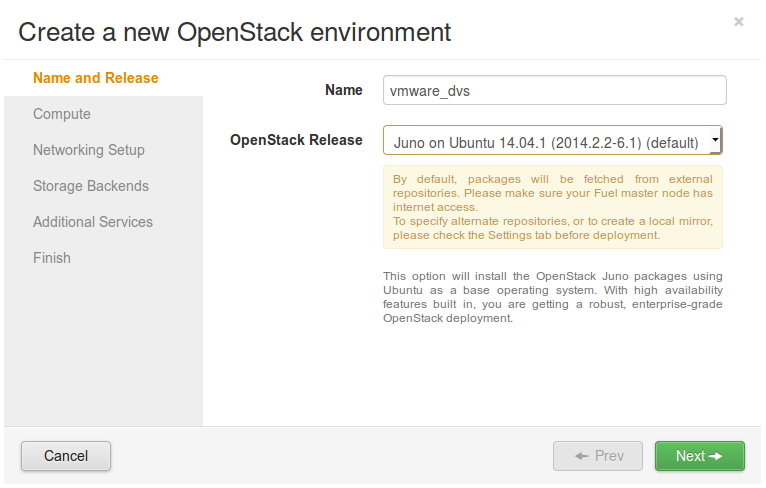 Create a new OpenStack environment
×
Name and Release
Compute
Networking Setup
Storage Backends
Additional Services
Finish
Name
vmware_dvs
OpenStack Release
Juno on Ubuntu 14.04.1 (2014.2.2-6.1) (default)
By default, packages will be fetched from external
repositories. Please make sure your Fuel master node has
internet access.
To specify alternate repositories, or to create a local mirror,
please check the Settings tab before deployment.
This option will install the OpenStack Juno packages using
Ubuntu as a base operating system. With high availability
features built in, you are getting a robust, enterprise-grade
OpenStack deployment.
Cancel
Prev
Next